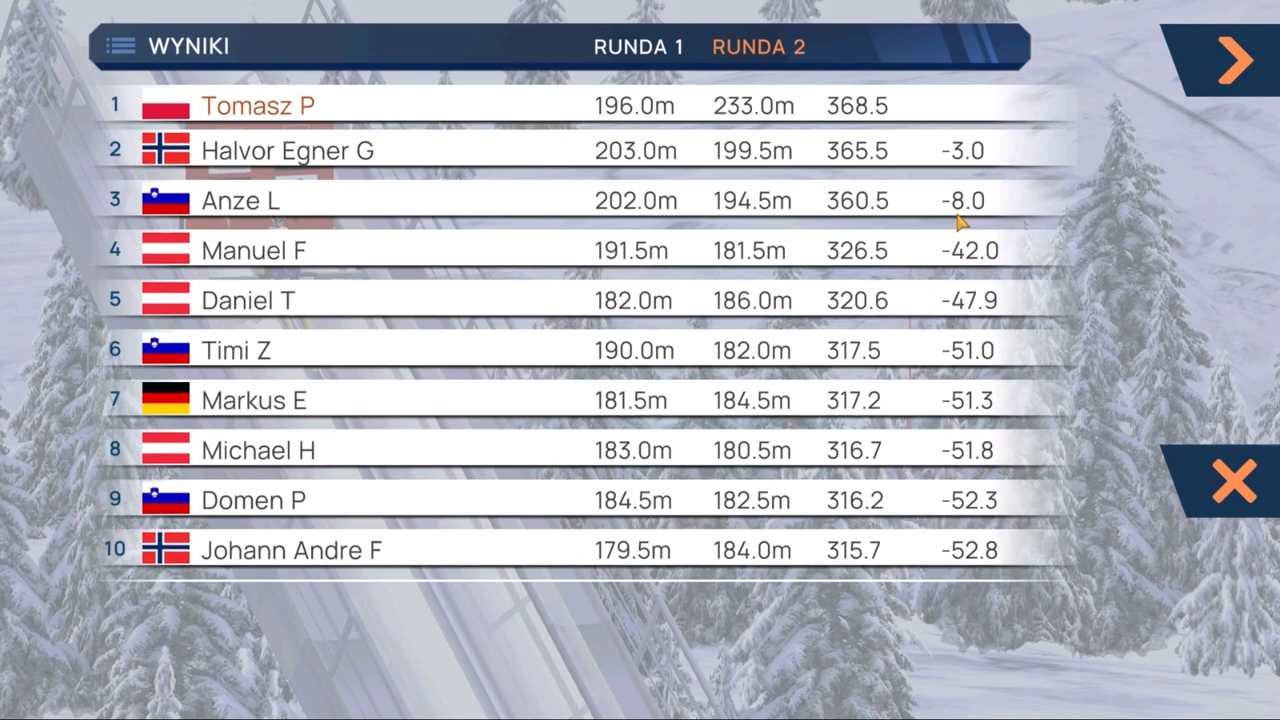 WYNIKI RUNDA 1 RUNDA 2
1 Tomasz P 196.0m 233.0m 368.5
2 Halvor Egner G 203.0m 199.5m 365.5 -3.0
3 Anze L 202.0m 194.5m 360.5 -8.0
4 Manuel F 191.5m 181.5m 326.5 -42.0
5 Daniel T 182.0m 186.0m 320.6 -47.9
6 Timi Z 190.0m 182.0m 317.5 -51.0
7 Markus E 181.5m 184.5m 317.2 -51.3
8 Michael H 183.0m 180.5m 316.7 -51.8
9 Domen P 184.5m 182.5m 316.2 -52.3
10 Johann Andre F 179.5m 184.0m 315.7 -52.8